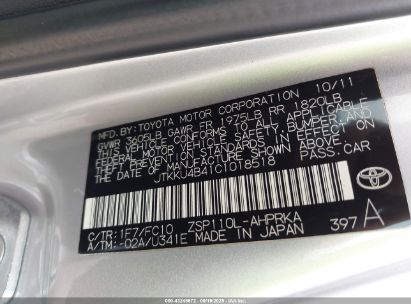 MFD.BY:TOYOTA MOTOR CORPORATION 10/11
GVWR 3605LB GAWR FR 1975LB RR 1820LB
THIS VEHICLE CONFORMS TO ALL APPLICABLE
FEDERAL MOTOR VEHICLE SAFETY, BUMPER, AND
THEFT PREVENTION STANDARDS IN EFFECT ON
THE DATE OF MANUFACTURE SHOWN ABOVE.
JTKKU4B41C1018518 PASS-CAR
C/TR:1F7/FC10 ZSP110L-AHPRKA
A/TM:-02A/U341E MADE IN JAPAN 397 A
TOYOTA